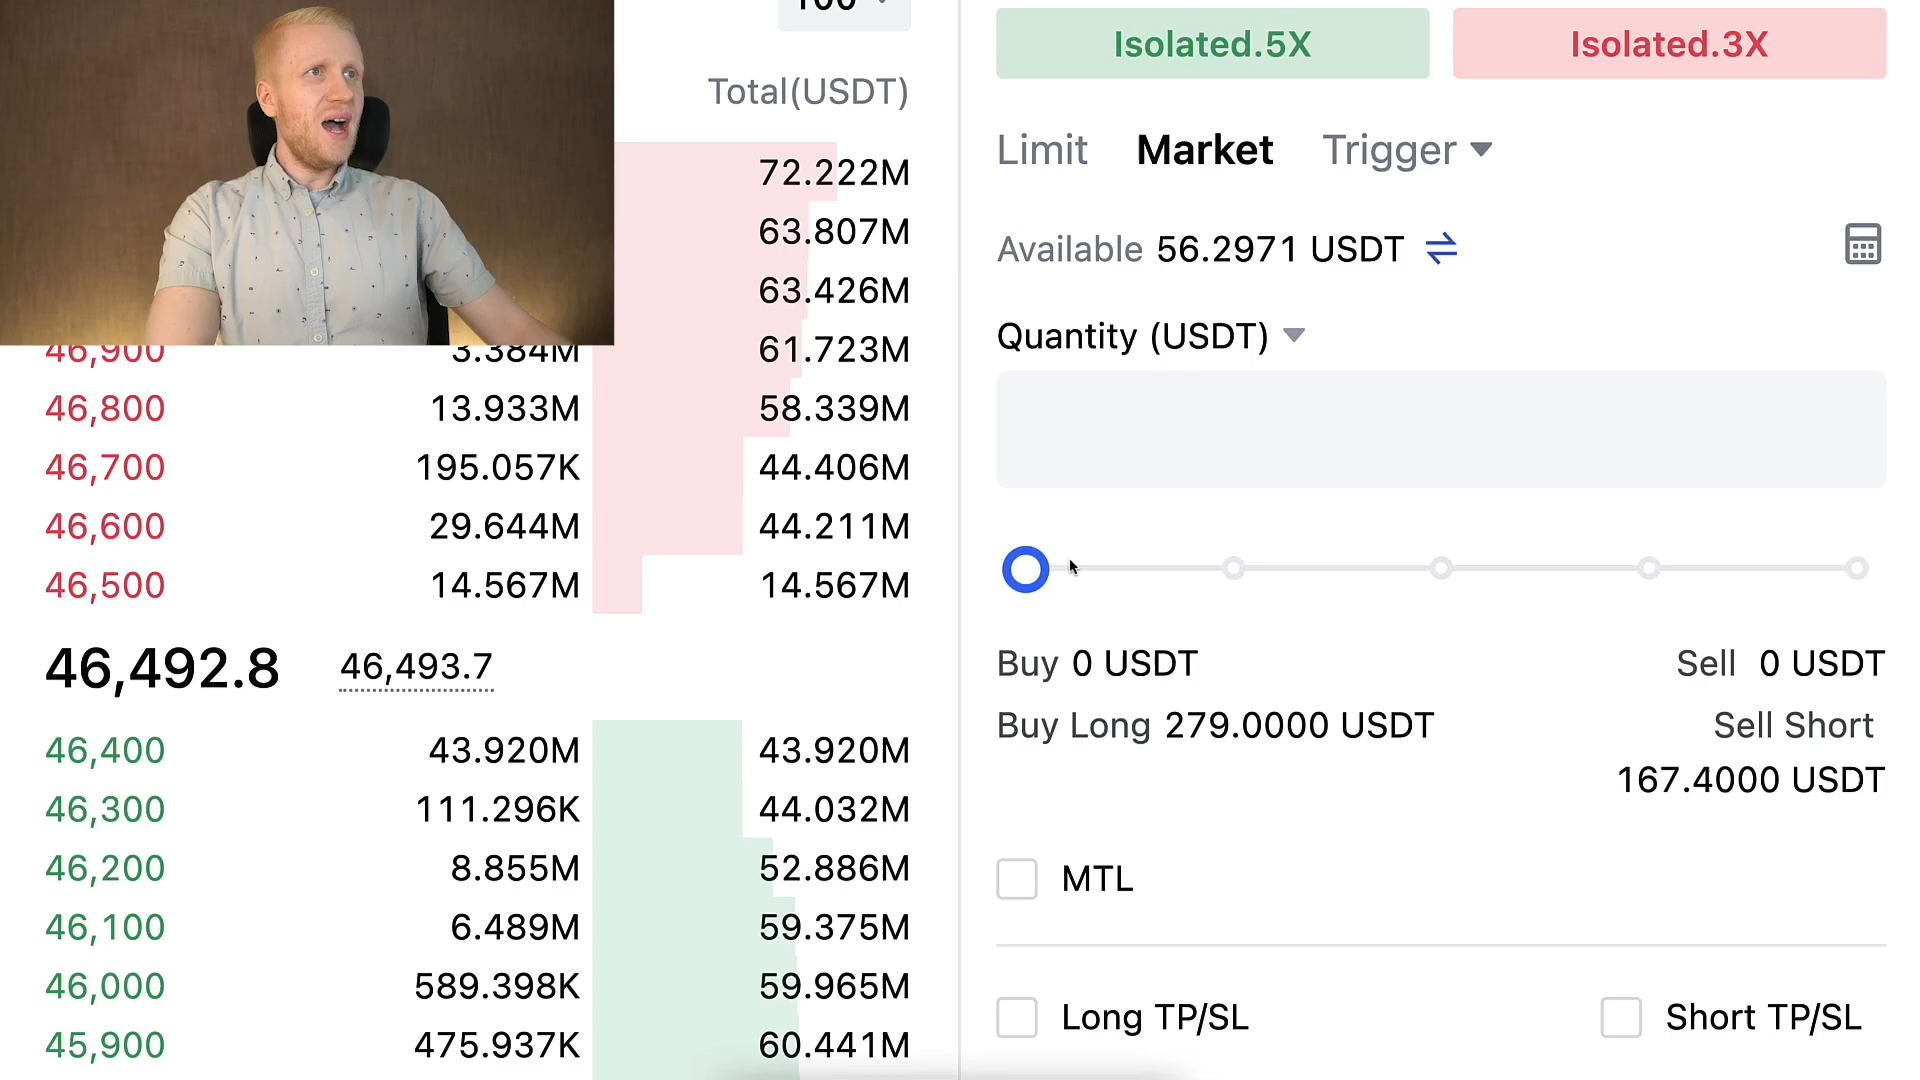 100
Total(USDT)
72.222M
63.807M
63.426M
46,900 3.384M 61.723M
46,800 13.933M 58.339M
46,700 195.057K 44.406M
46,600 29.644M 44.211M
46,500 14.567M 14.567M
46,492.8 46,493.7
46,400 43.920M 43.920M
46,300 111.296K 44.032M
46,200 8.855M 52.886M
46,100 6.489M 59.375M
46,000 589.398K 59.965M
45,900 475.937K 60.441M
Isolated.5X Isolated.3X
Limit Market Trigger
Available 56.2971 USDT
Quantity (USDT)
Buy 0 USDT Sell 0 USDT
Buy Long 279.0000 USDT Sell Short
167.4000 USDT
MTL
Long TP/SL Short TP/SL